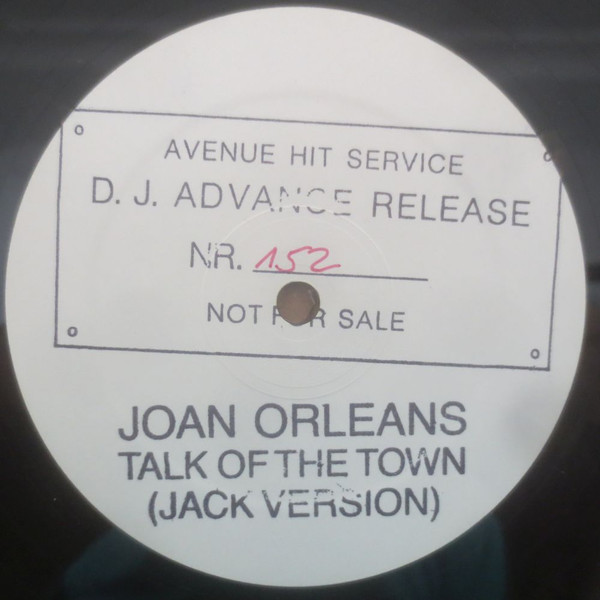 AVENUE HIT SERVICE
D. J. ADVANCE RELEASE
NR. 152
NOT FOR SALE
JOAN ORLEANS
TALK OF THE TOWN
(JACK VERSION)